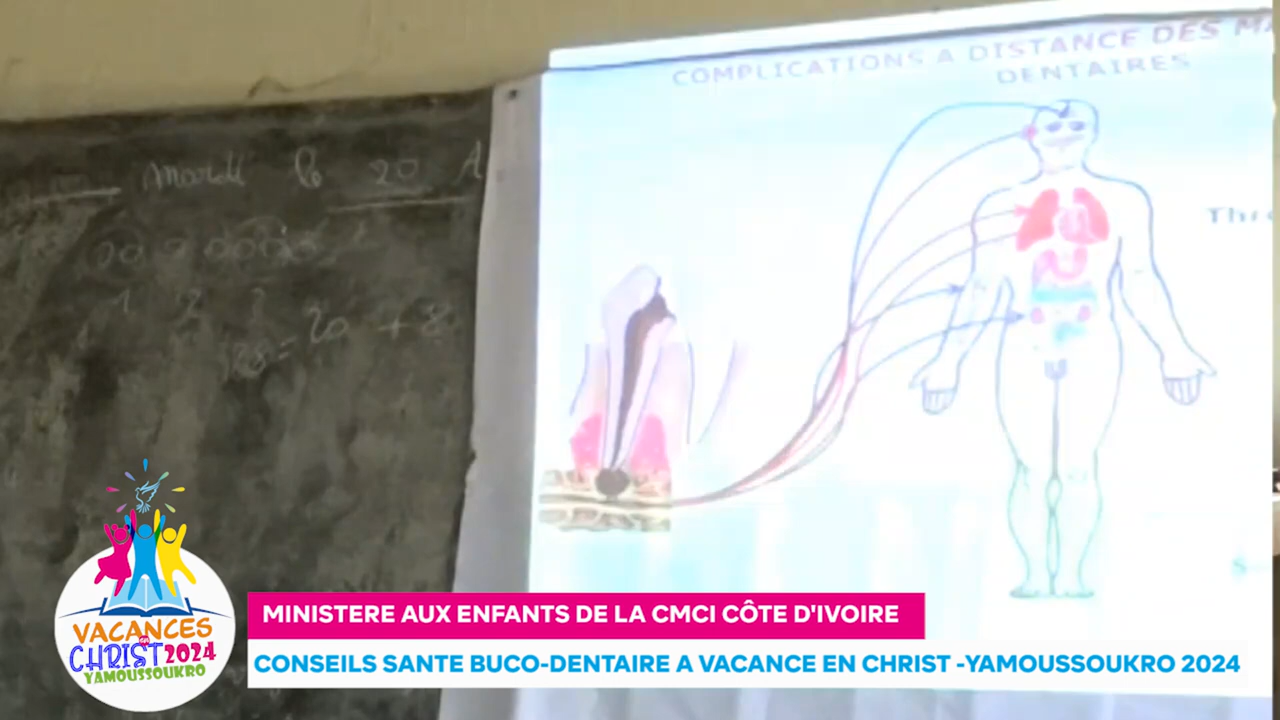 COMPLICATIONS A DISTANCE DES
DENTAIRES
Mardi le 20 A
VACANCES
en
CHRIST 2024
YAMOUSSOUKRO
MINISTERE AUX ENFANTS DE LA CMCI CÔTE D'IVOIRE
CONSEILS SANTE BUCO-DENTAIRE A VACANCE EN CHRIST -YAMOUSSOUKRO 2024